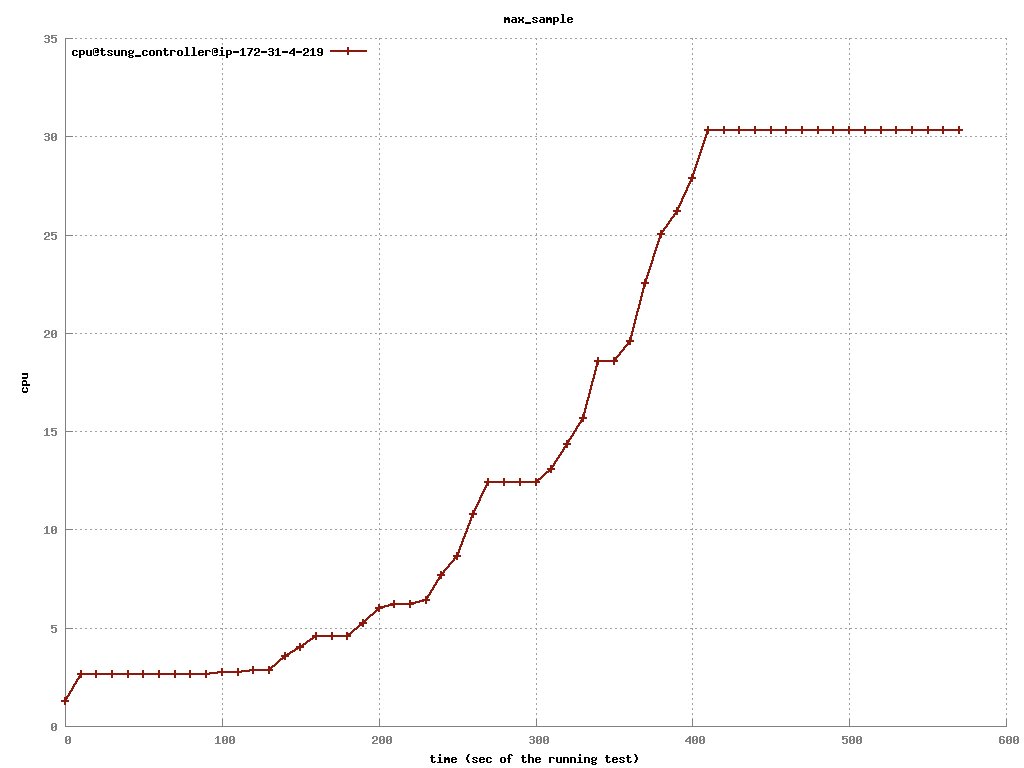 max_sample
35
cpu@tsung_controller@ip-172-31-4-219
30
25
20
cpu
15
10
5
0
0 100 200 300 400 500 600
time (sec of the running test)